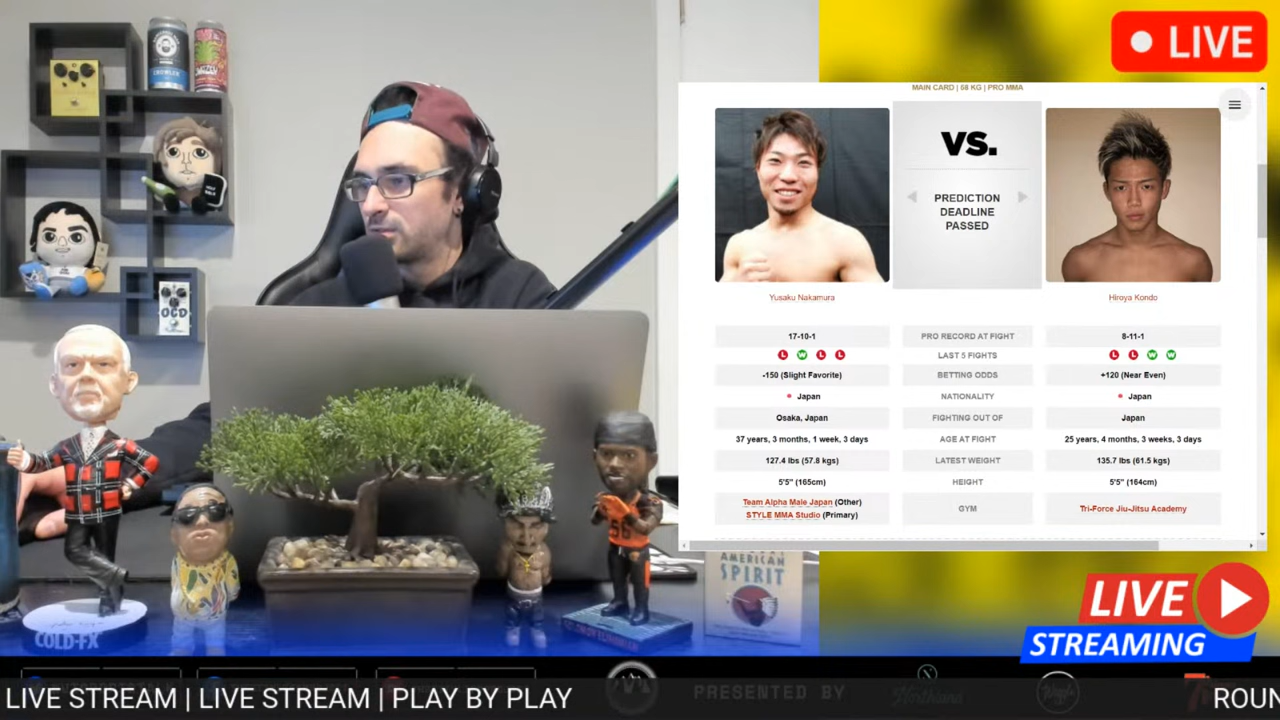 LIVE
MAIN CARD | 58 KG | PRO MMA
VS.
PREDICTION
DEADLINE
PASSED
Yusaku Nakamura
Hiroya Kondo
17-10-1 PRO RECORD AT FIGHT 8-11-1
L W L L LAST 5 FIGHTS L L W W
-150 (Slight Favorite) BETTING ODDS +120 (Near Even)
Japan NATIONALITY Japan
Osaka, Japan FIGHTING OUT OF Japan
37 years, 3 months, 1 week, 3 days AGE AT FIGHT 25 years, 4 months, 3 weeks, 3 days
127.4 lbs (57.8 kgs) LATEST WEIGHT 135.7 lbs (61.5 kgs)
5'5" (165cm) HEIGHT 5'5" (164cm)
Team Alpha Male Japan (Other)
STYLE MMA Studio (Primary)
GYM
Tri-Force Jiu-Jitsu Academy
OCD
COLD-FX
AMERICAN
SPIRIT
LIVE
STREAMING
PRESENTED BY
LIVE STREAM | LIVE STREAM | PLAY BY PLAY
ROUN